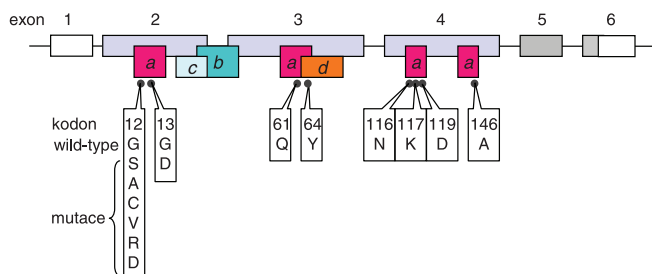 exon 1 2 3 4 5 6
a c b a d a a
kodon 12 13 61 64 116 117 119 146
wild-type G G Q Y N K D A
mutace S D
A
C
V
R
D